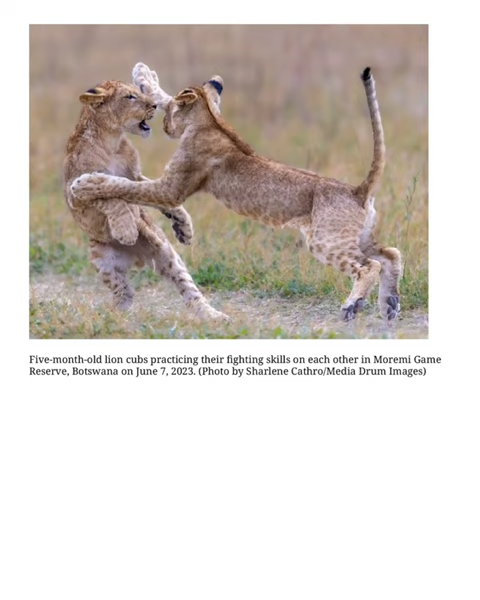 Five-month-old lion cubs practicing their fighting skills on each other in Moremi Game
Reserve, Botswana on June 7, 2023. (Photo by Sharlene Cathro/Media Drum Images)